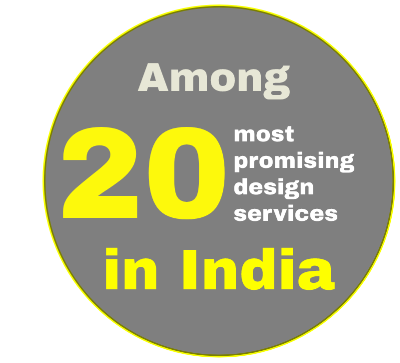 Among
20
most
promising
design
services
in India